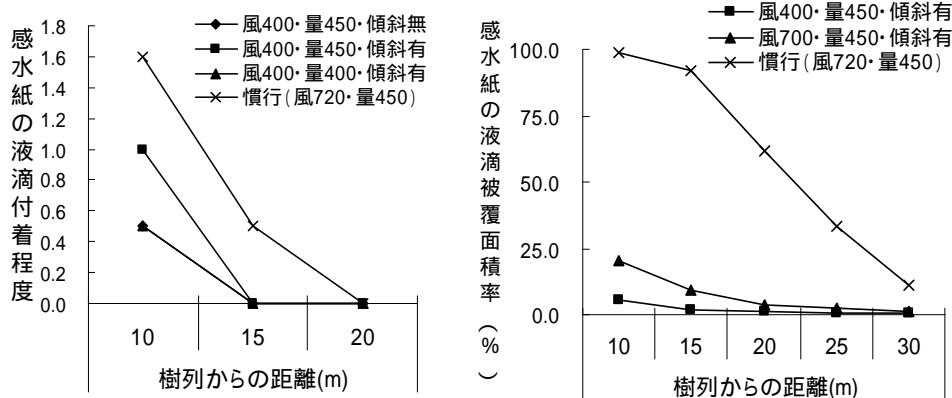 感水紙の液滴付着程度
1.8
1.6
1.4
1.2
1.0
0.8
0.6
0.4
0.2
0.0
風400・量450・傾斜無
風400・量450・傾斜有
風400・量400・傾斜有
慣行(風720・量450)
10 15 20
樹列からの距離(m)
感水紙の液滴被覆面積率(%)
100.0
75.0
50.0
25.0
0.0
風400・量450・傾斜有
風700・量450・傾斜有
慣行(風720・量450)
10 15 20 25 30
樹列からの距離(m)